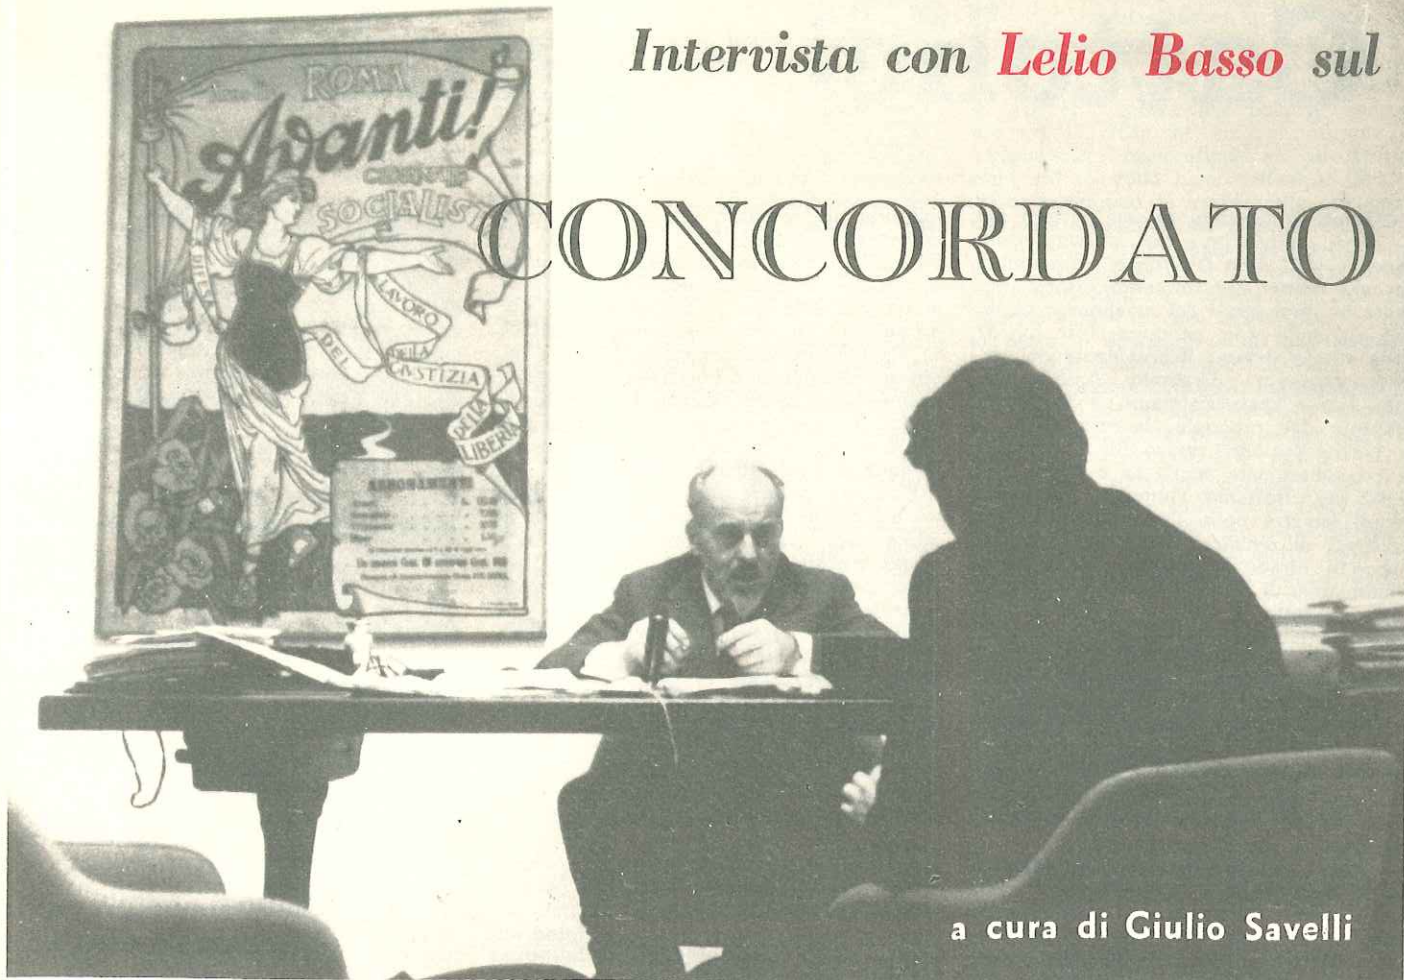 Intervista con Lelio Basso sul
CONCORDATO
ROMA
Avanti!
SOCIALIST
LAVORO
DEL
DELLA
GIUSTIZIA
DELLA
LIBERIA
ABBONAMENTI
a cura di Giulio Savelli